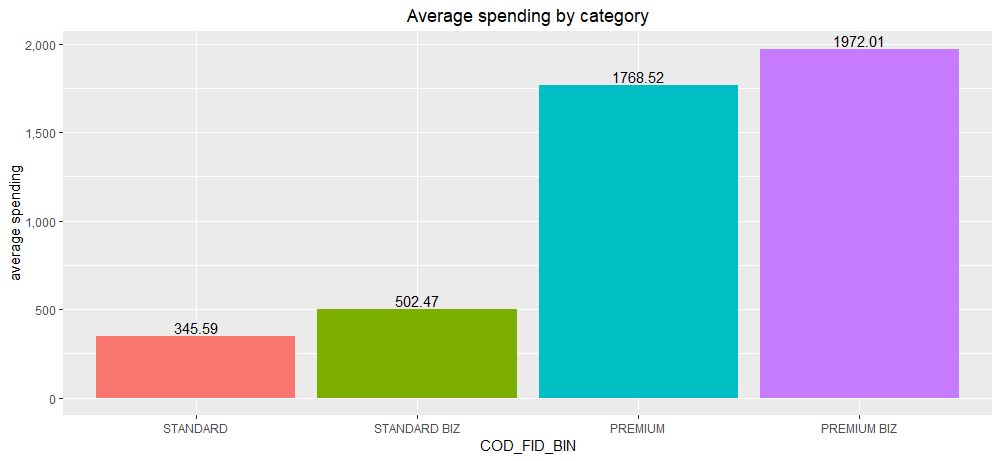 Average spending by category
average spending
2,000
1,500
1,000
500
0
345.59
502.47
1768.52
1972.01
STANDARD
STANDARD BIZ
PREMIUM
PREMIUM BIZ
COD_FID_BIN